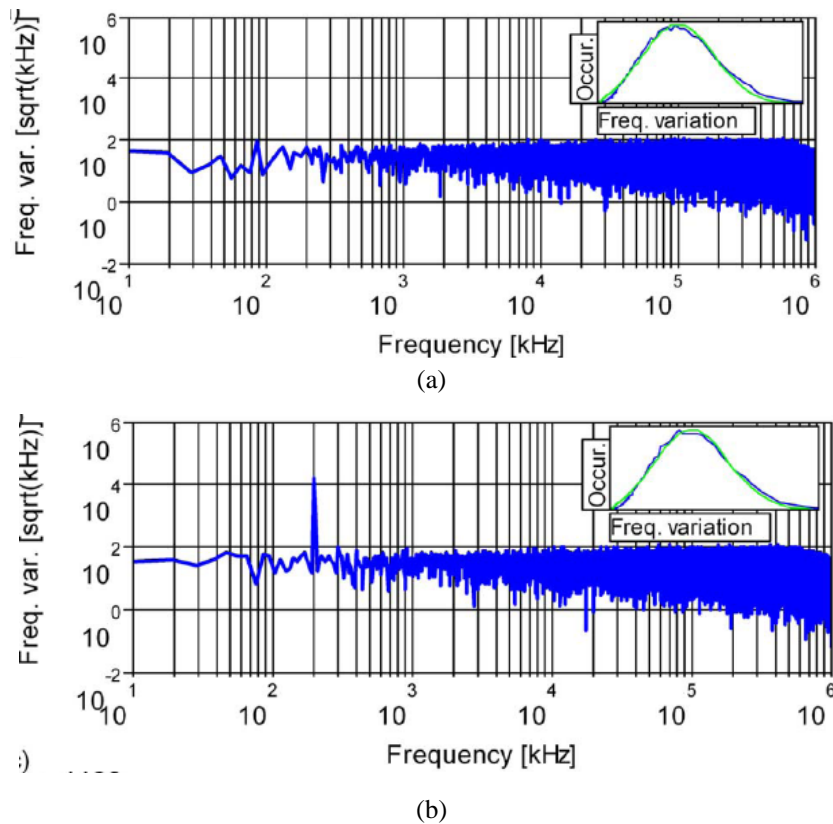 )
Freq. var. [sqrt(kHz)]
10 6
10 4
10 2
10 0
10 -2
Occur.
Freq. variation
10 1
10 2
10 3
10 4
10 5
10 6
Frequency [kHz]
(a)
Freq. var. [sqrt(kHz)]
10 6
10 4
10 2
10 0
10 -2
Occur.
Freq. variation
10 1
10 2
10 3
10 4
10 5
10 6
Frequency [kHz]
(b)